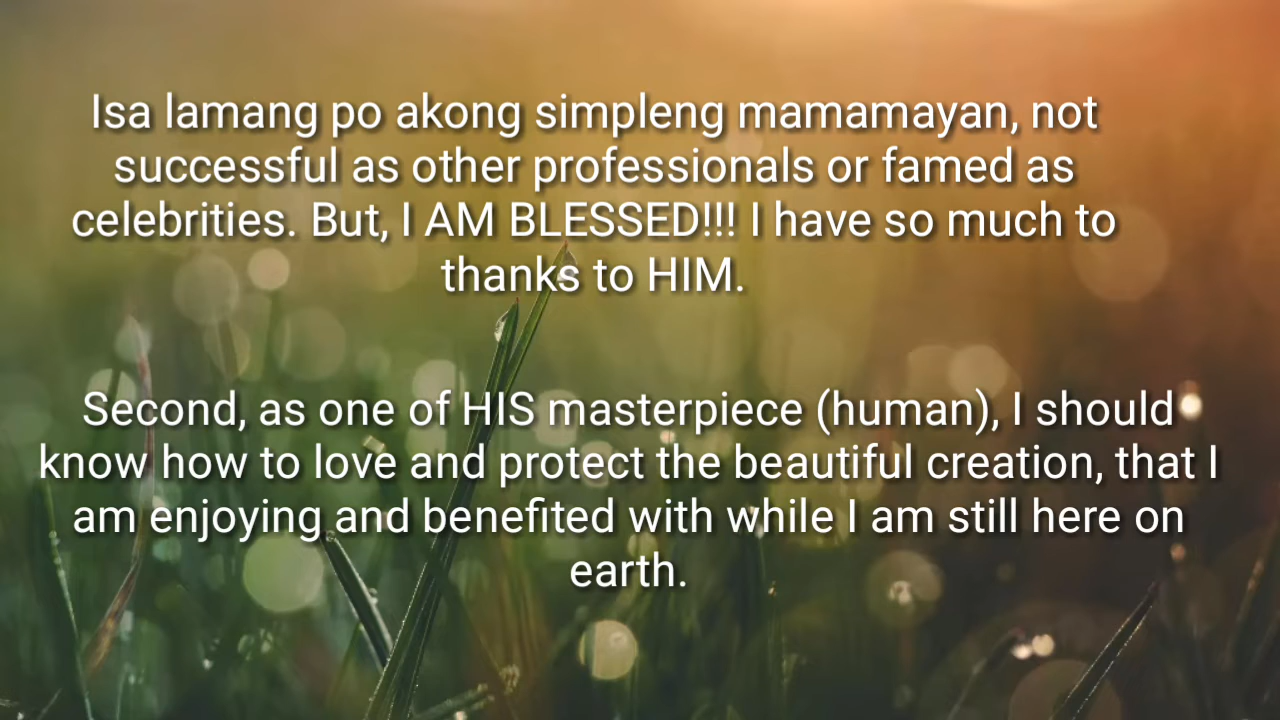 Isa lamang po akong simpleng mamamayan, not
successful as other professionals or famed as
celebrities. But, I AM BLESSED!!! I have so much to
thanks to HIM.
Second, as one of HIS masterpiece (human), I should
know how to love and protect the beautiful creation, that I
am enjoying and benefited with while I am still here on
earth.